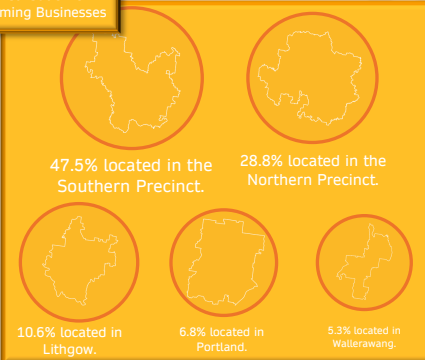 Businesses
47.5% located in the
Southern Precinct.
28.8% located in the
Northern Precinct.
10.6% located in
Lithgow.
6.8% located in
Portland.
5.3% located in
Wallerawang.